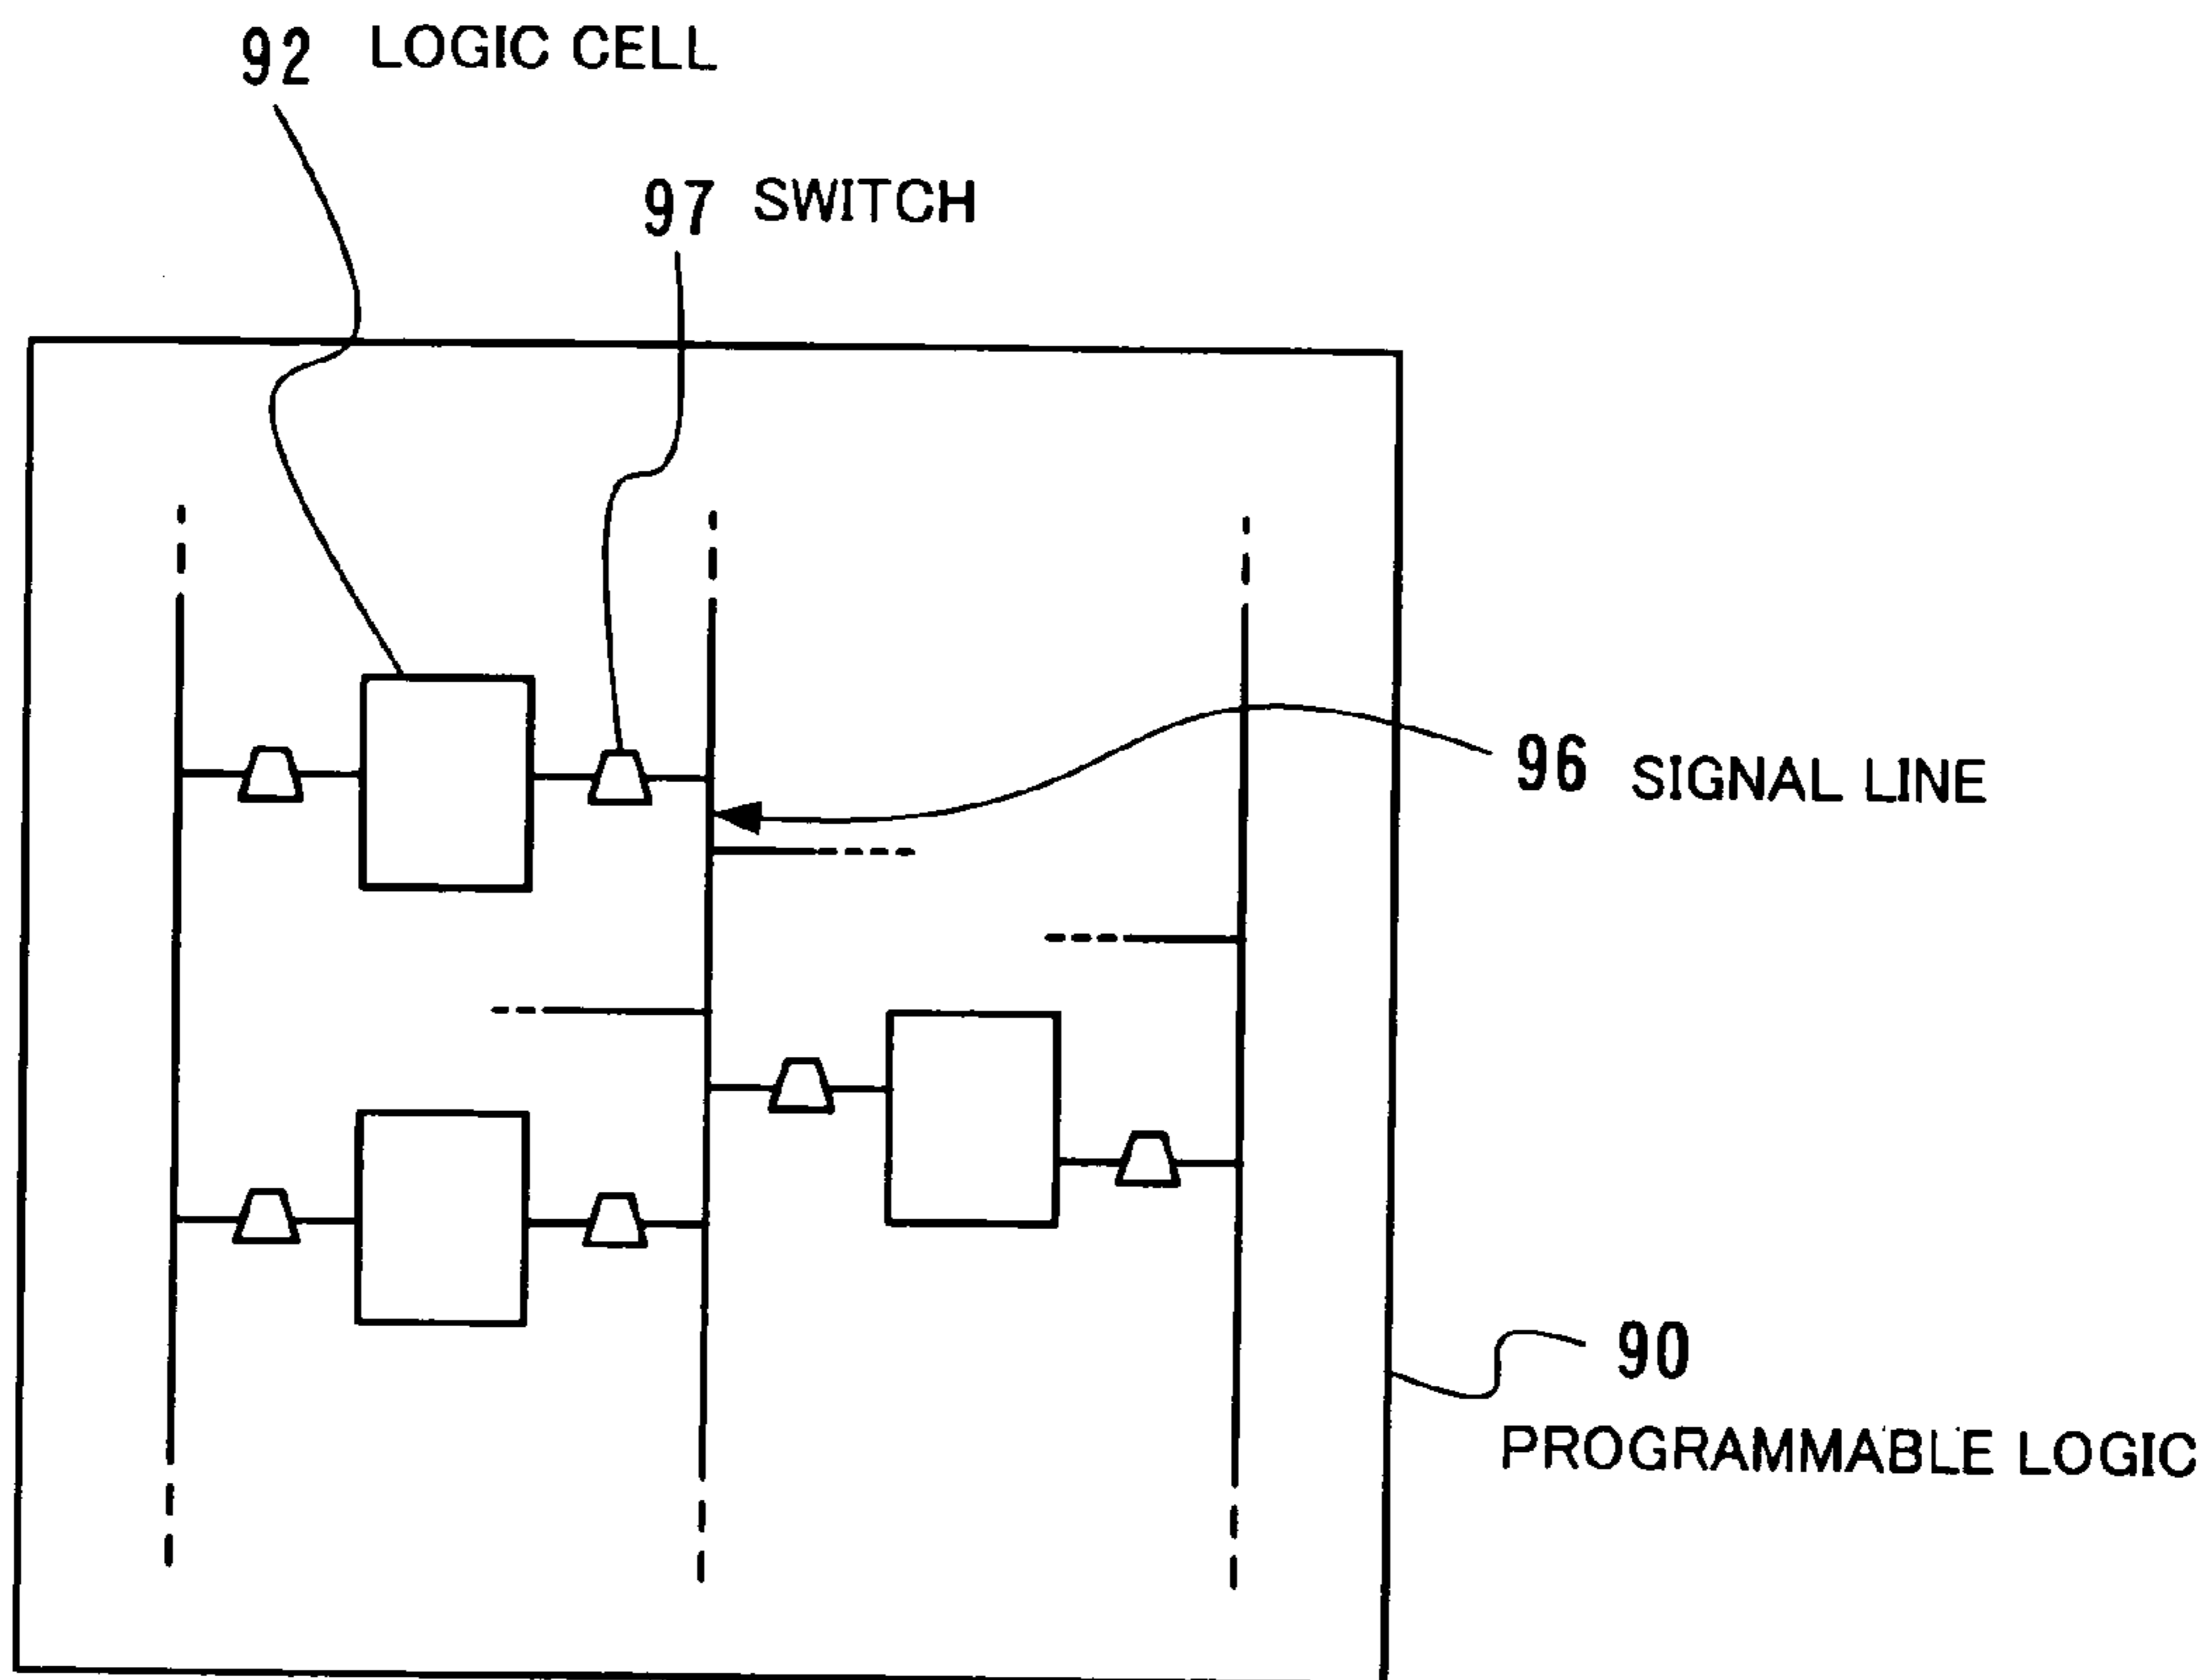 92 LOGIC CELL
97 SWITCH
96 SIGNAL LINE
90
PROGRAMMABLE LOGIC